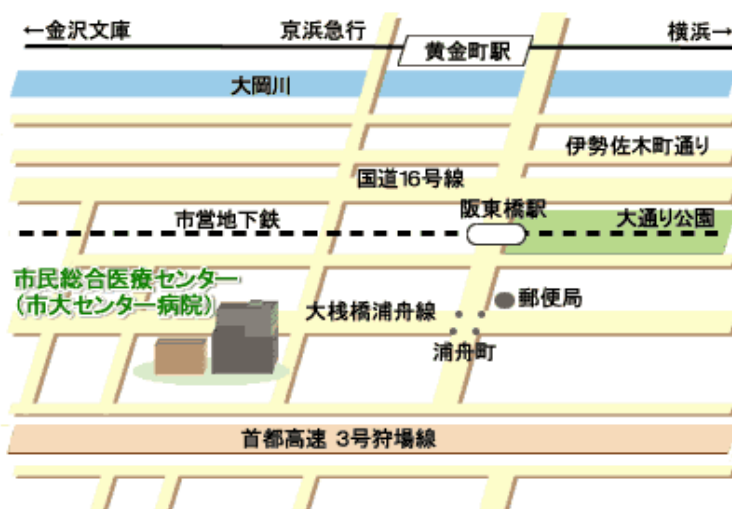 ←金沢文庫
京浜急行
横浜→
黄金町駅
大岡川
伊勢佐木町通り
国道16号線
阪東橋駅
市営地下鉄
大通り公園
市民総合医療センター
(市大センター病院)
郵便局
大桟橋浦舟線
浦舟町
首都高速 3号狩場線